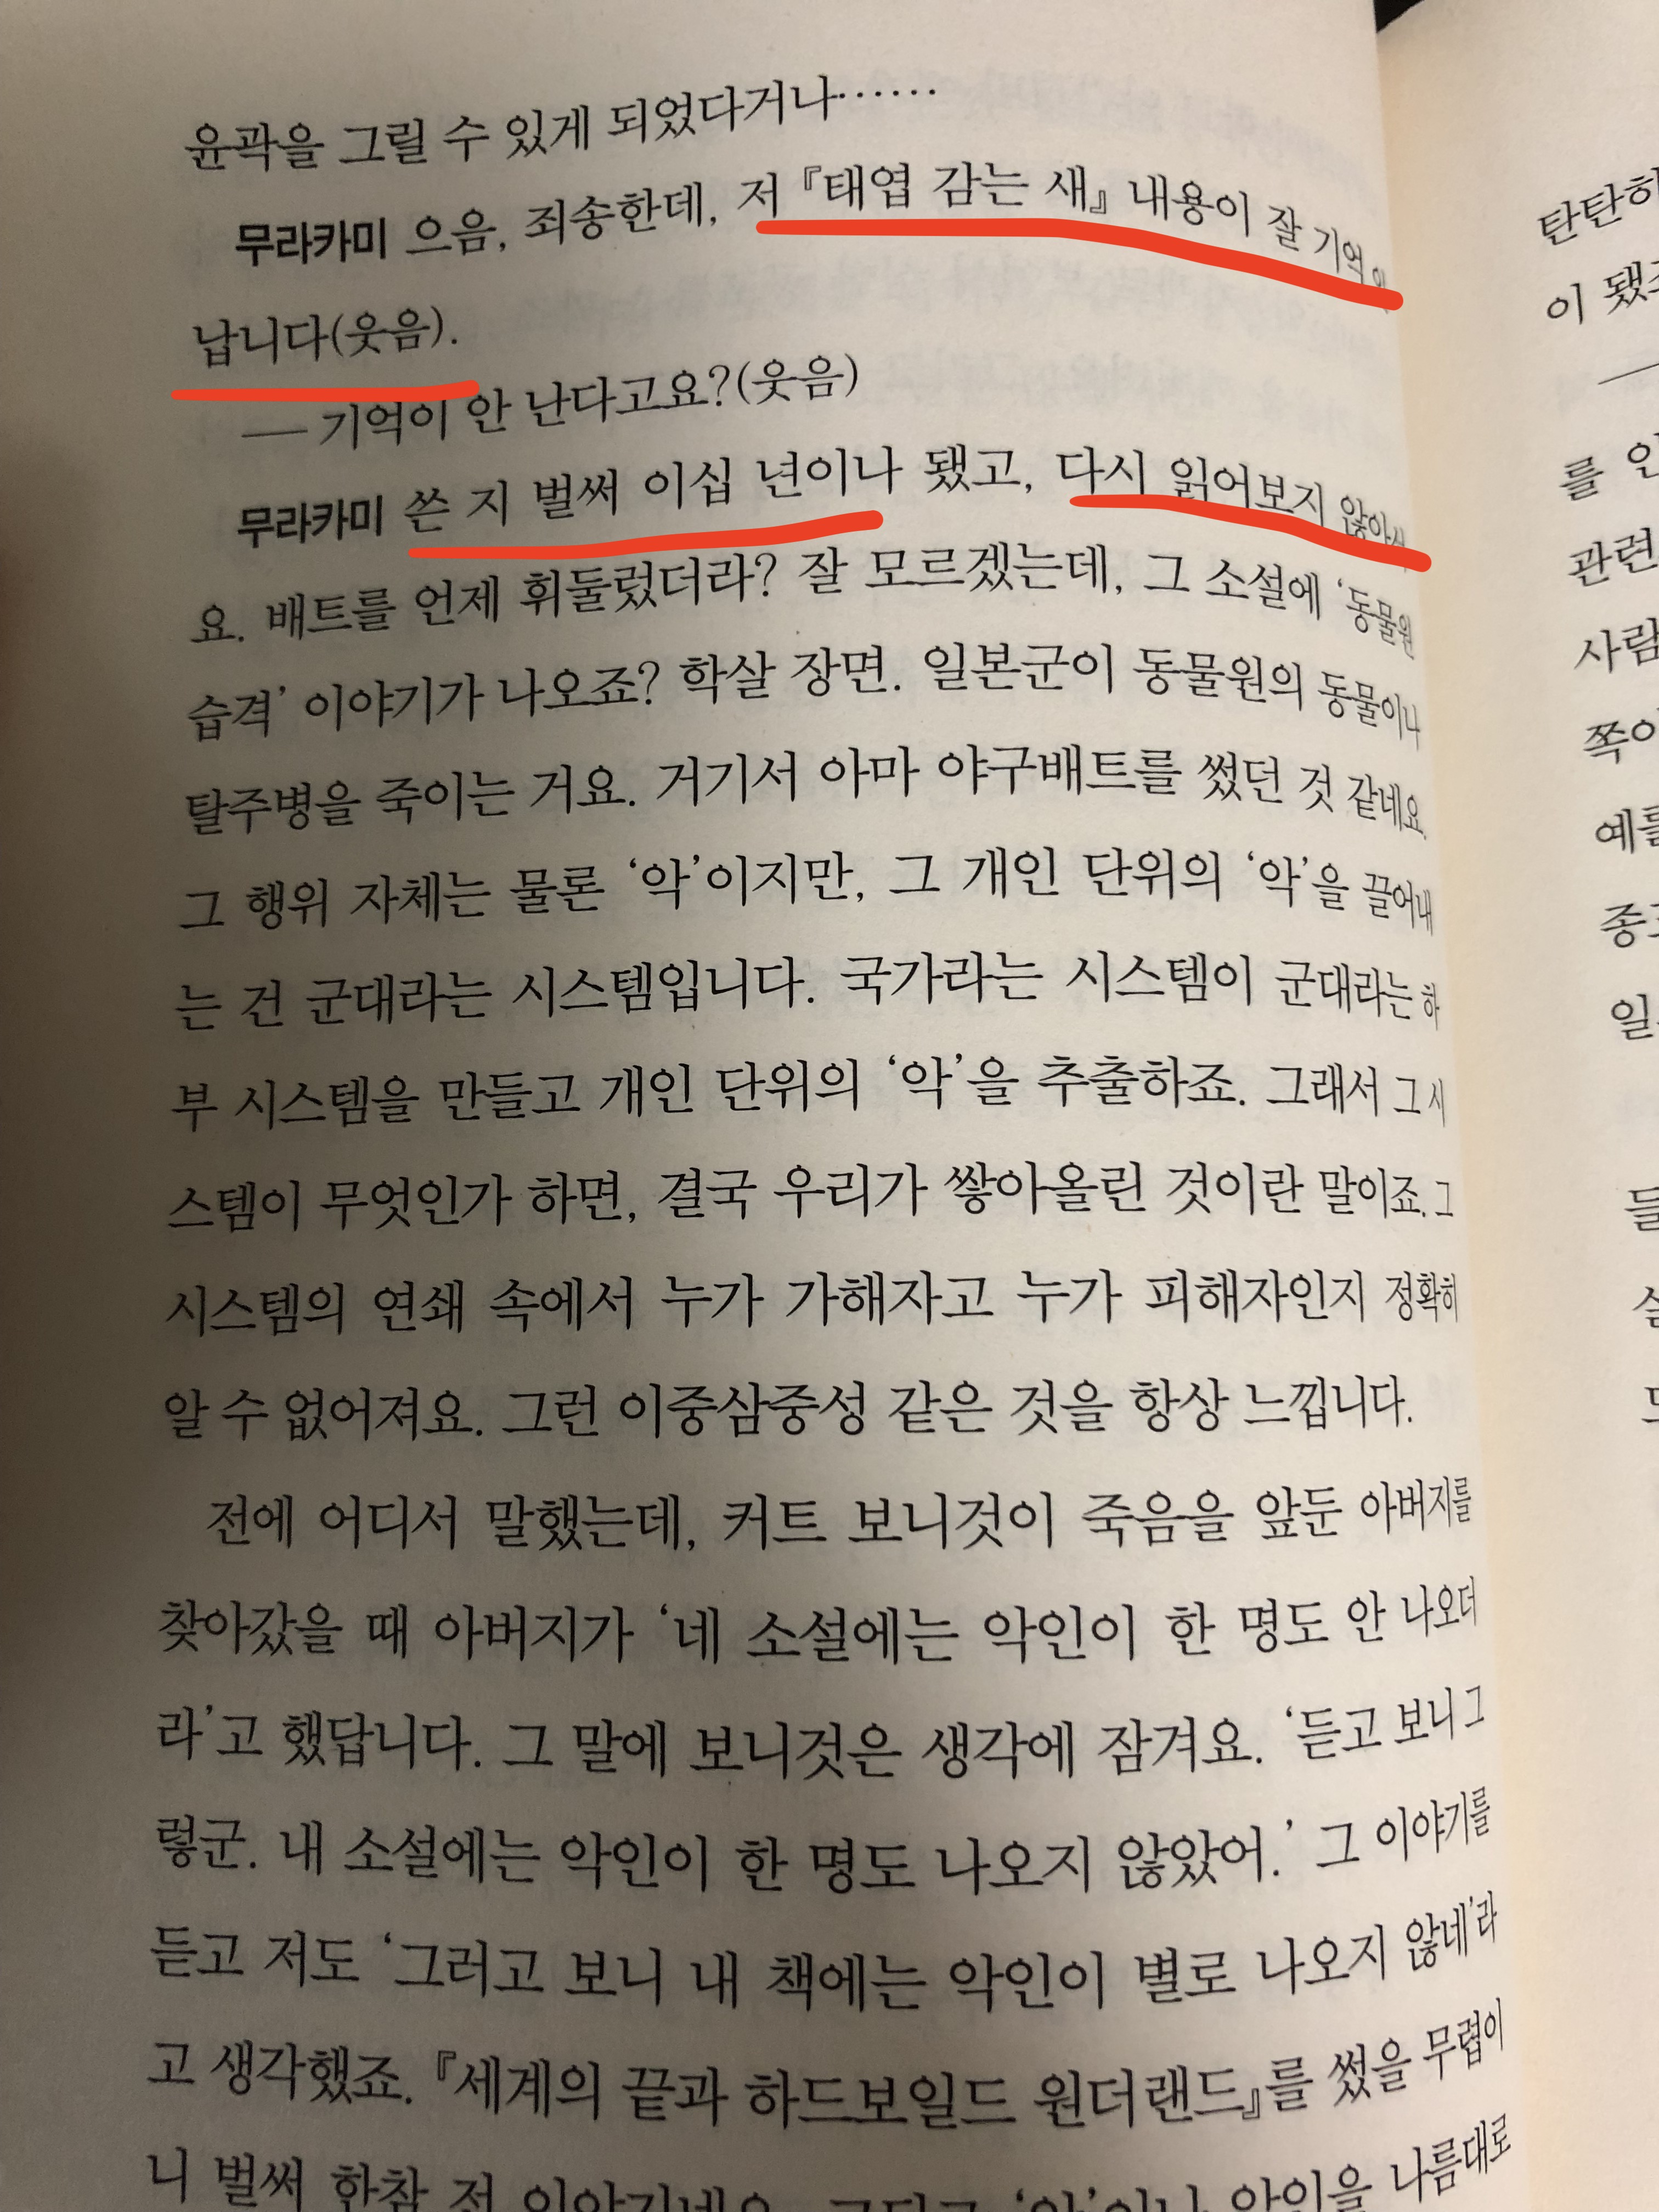 윤곽을 그릴 수 있게 되었다거나……
무라카미 으음, 죄송한데, 저 『태엽 감는 새』 내용이 잘 기억 안
납니다(웃음).
— 기억이 안 난다고요?(웃음)
무라카미 쓴 지 벌써 이십 년이나 됐고, 다시 읽어보지 않아서
요. 배트를 언제 휘둘렀더라? 잘 모르겠는데, 그 소설에 ‘동물원
습격’ 이야기가 나오죠? 학살 장면. 일본군이 동물원의 동물이나
탈주병을 죽이는 거요. 거기서 아마 야구배트를 썼던 것 같네요.
그 행위 자체는 물론 ‘악’이지만, 그 개인 단위의 ‘악’을 끌어내
는 건 군대라는 시스템입니다. 국가라는 시스템이 군대라는 하
부 시스템을 만들고 개인 단위의 ‘악’을 추출하죠. 그래서 그 시
스템이 무엇인가 하면, 결국 우리가 쌓아올린 것이란 말이죠. 그
시스템의 연쇄 속에서 누가 가해자고 누가 피해자인지 정확히
알 수 없어져요. 그런 이중삼중성 같은 것을 항상 느낍니다.
전에 어디서 말했는데, 커트 보니것이 죽음을 앞둔 아버지를
찾아갔을 때 아버지가 ‘네 소설에는 악인이 한 명도 안 나오더
라’고 했답니다. 그 말에 보니것은 생각에 잠겨요. ‘듣고 보니 그
렇군. 내 소설에는 악인이 한 명도 나오지 않았어.’ 그 이야기를
듣고 저도 ‘그러고 보니 내 책에는 악인이 별로 나오지 않네’라
고 생각했죠. 『세계의 끝과 하드보일드 원더랜드』를 썼을 무렵이
니 벌써 한참 전 이야기네요. 그리고 ‘악’이나 악인을 나름대로
탄탄히
이
를
관련
사람
쪽이